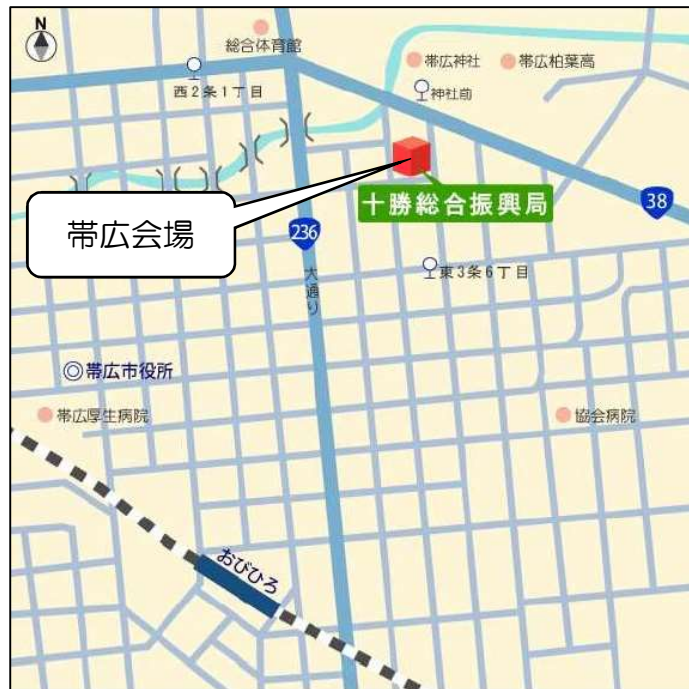 N
総合体育館
帯広神社
帯広柏葉高
西2条1丁目
神社前
十勝総合振興局
38
帯広会場
236
大通り
東3条6丁目
帯広市役所
帯広厚生病院
協会病院
おびひろ